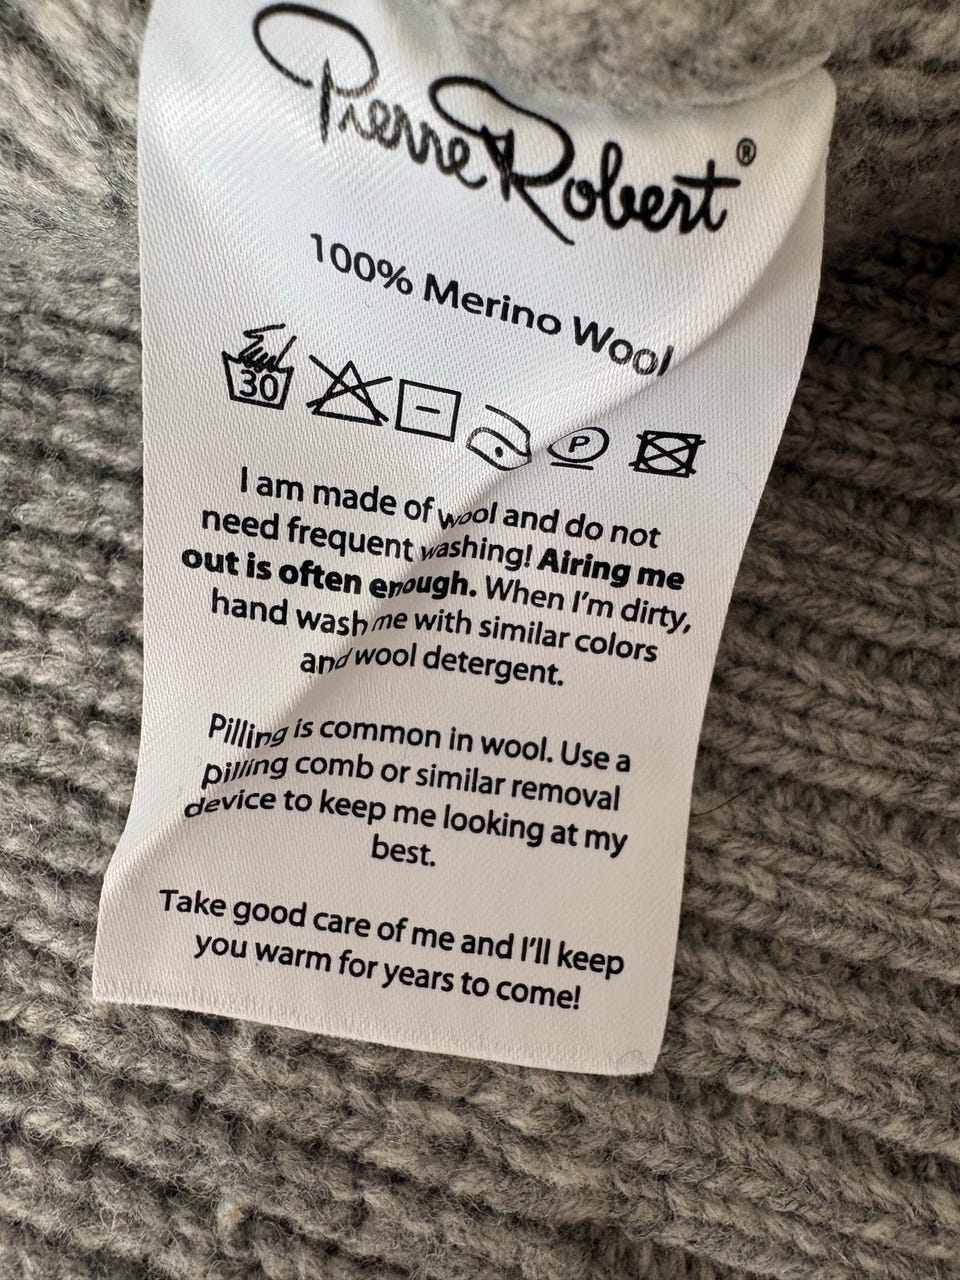 Pierre Robert®
100% Merino Wool
30
P
I am made of wool and do not
need frequent washing! Airing me
out is often enough. When I'm dirty,
hand wash me with similar colors
and wool detergent.
Pilling is common in wool. Use a
pilling comb or similar removal
device to keep me looking at my
best.
Take good care of me and I'll keep
you warm for years to come!